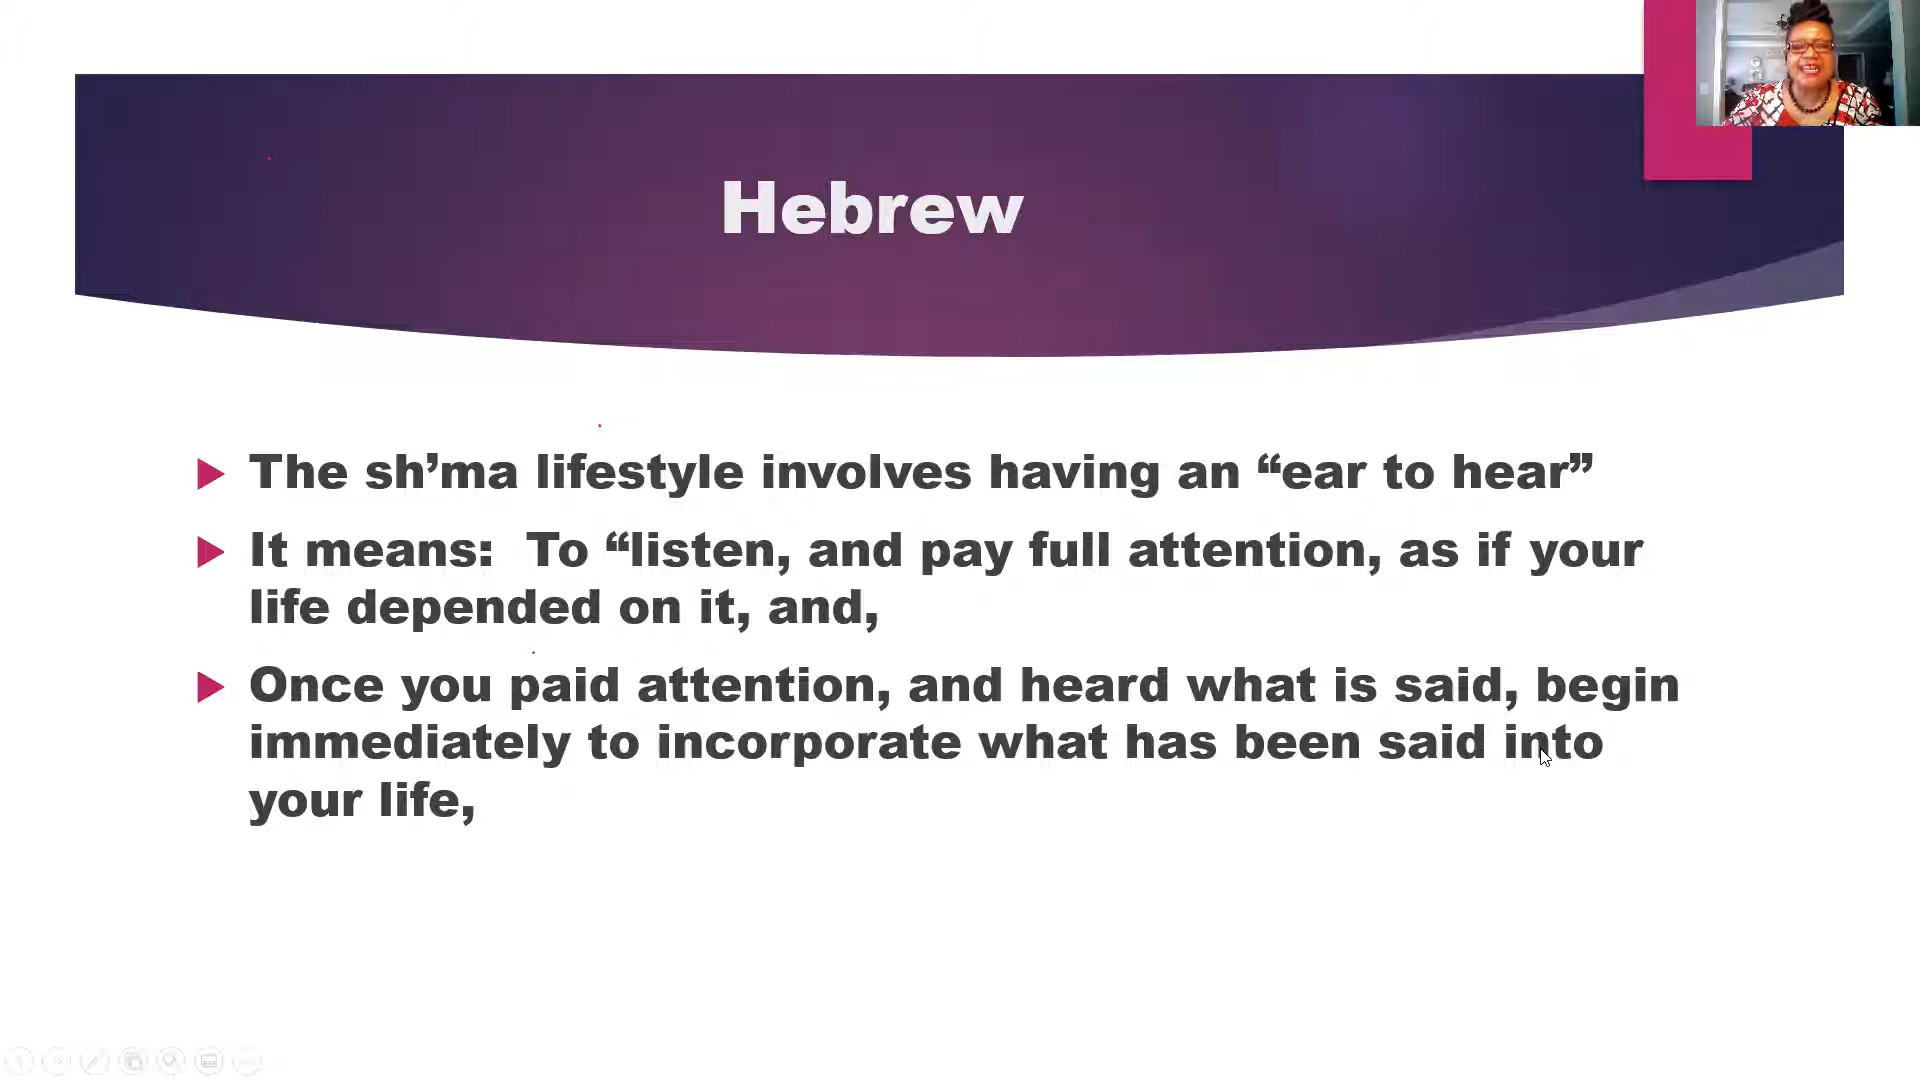 Hebrew
The sh’ma lifestyle involves having an “ear to hear”
It means:  To “listen, and pay full attention, as if your
life depended on it, and,
Once you paid attention, and heard what is said, begin
immediately to incorporate what has been said into
your life,